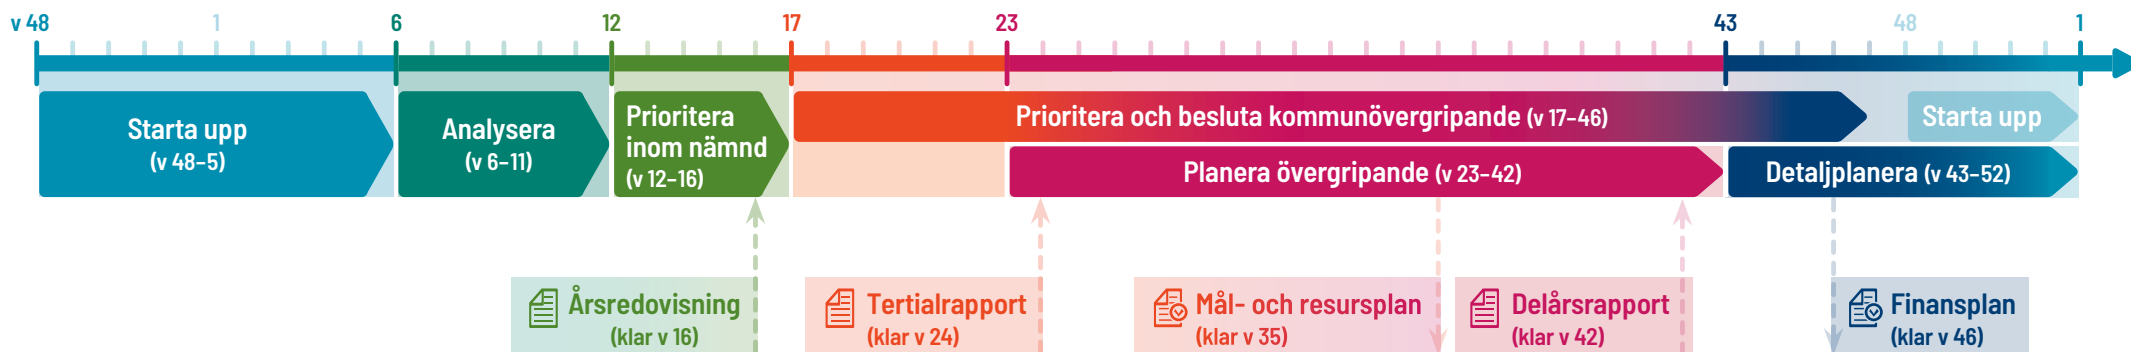 v 48 1 6 12 17 23 43 48 1
Starta upp
(v 48–5)
Analysera
(v 6–11)
Prioritera
inom nämnd
(v 12–16)
Prioritera och besluta kommunövergripande (v 17–46)
Starta upp
Planera övergripande (v 23–42)
Detaljplanera (v 43–52)
Årsredovisning
(klar v 16)
Tertialrapport
(klar v 24)
Mål- och resursplan
(klar v 35)
Delårsrapport
(klar v 42)
Finansplan
(klar v 46)